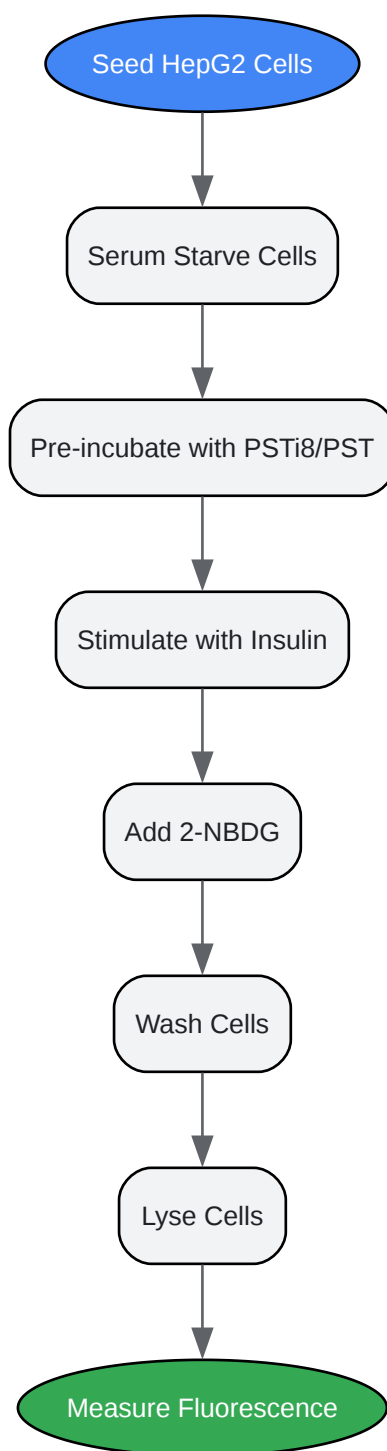 Seed HepG2 Cells
Serum Starve Cells
Pre-incubate with PSTi8/PST
Stimulate with Insulin
Add 2-NBDG
Wash Cells
Lyse Cells
Measure Fluorescence